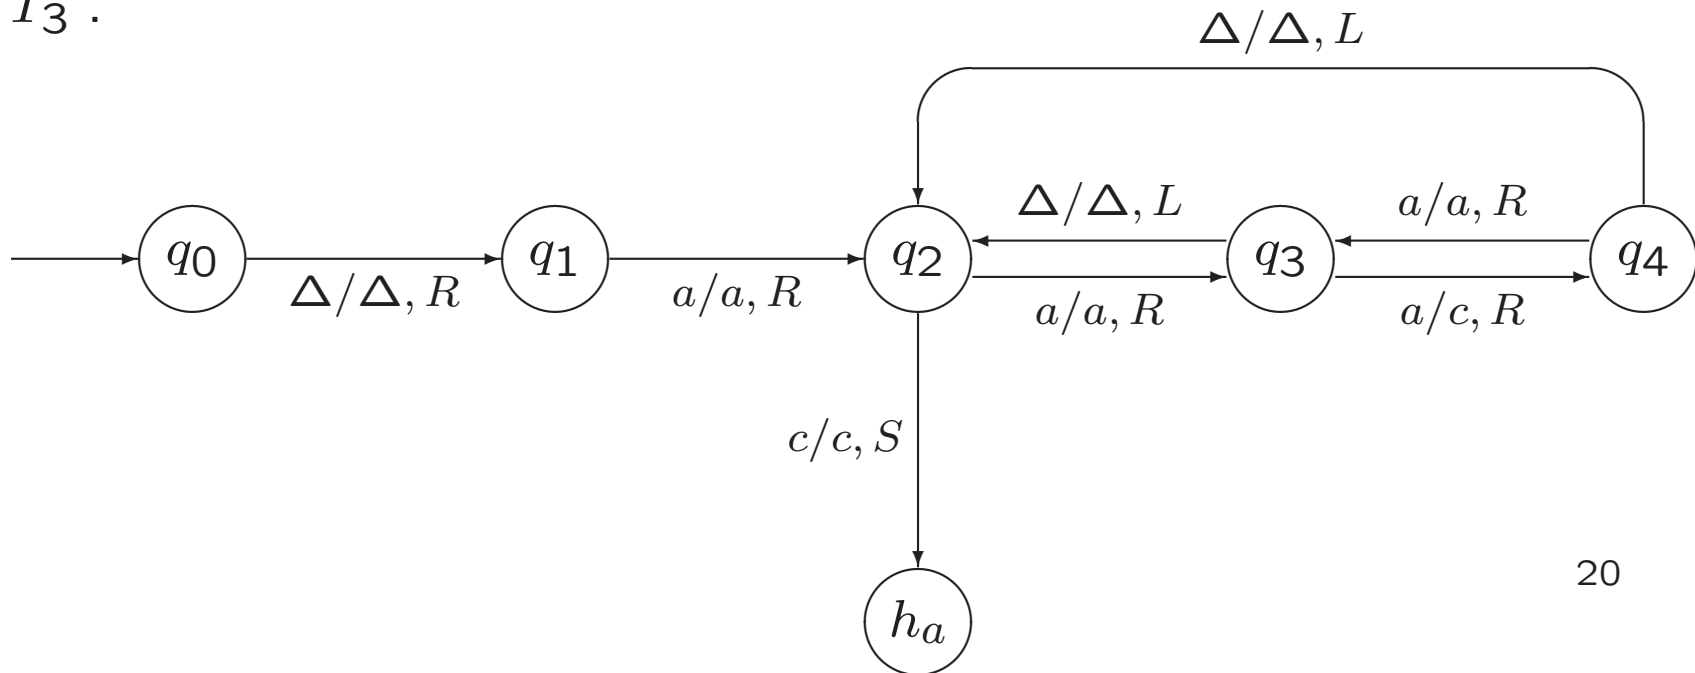 T₃ .
Δ/Δ, L
Δ/Δ, L
a/a, R
q₀
q₁
q₂
q₃
q₄
Δ/Δ, R
a/a, R
a/a, R
a/c, R
c/c, S
hₐ
20